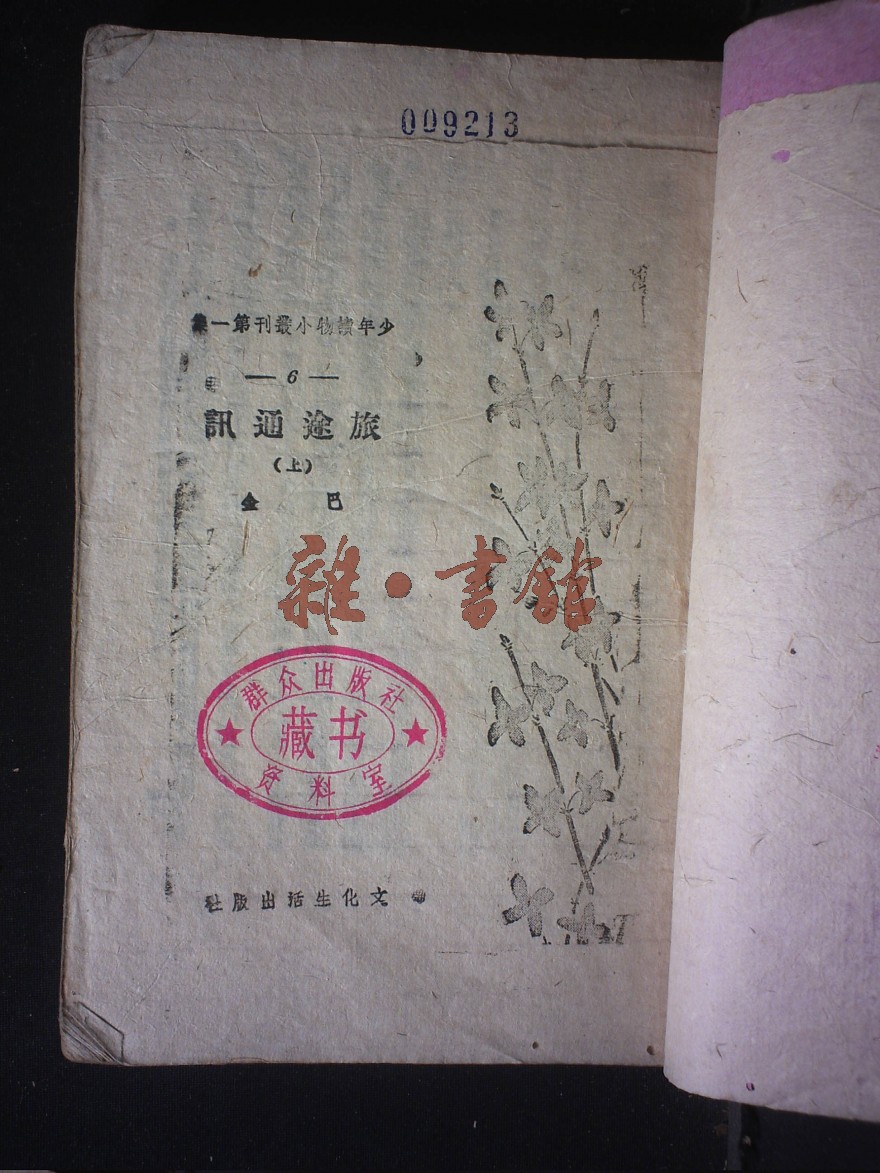 009213
少年讀物小叢刊第一集
— 6 —
旅途通訊
(上)
巴金
雜·書館
群众出版社
藏书
资料室
文化生活出版社